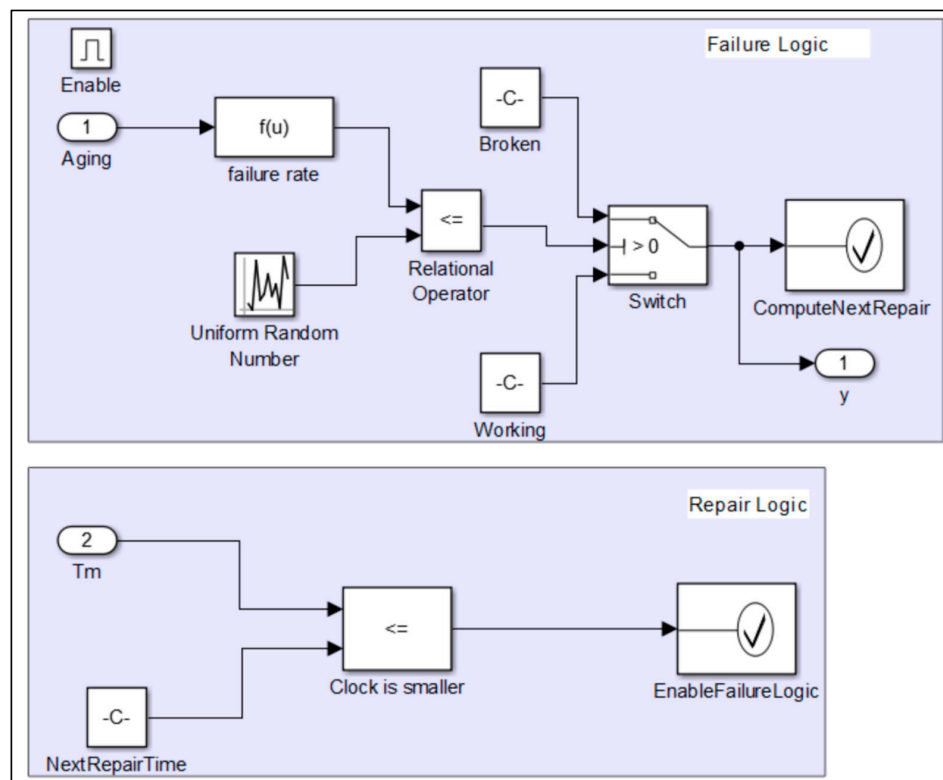 Failure Logic
Enable
1
Aging
f(u)
failure rate
-C-
Broken
<=
Relational
Operator
Uniform Random
Number
> 0
Switch
ComputeNextRepair
-C-
Working
1
y
Repair Logic
2
Tm
<=
Clock is smaller
EnableFailureLogic
-C-
NextRepairTime